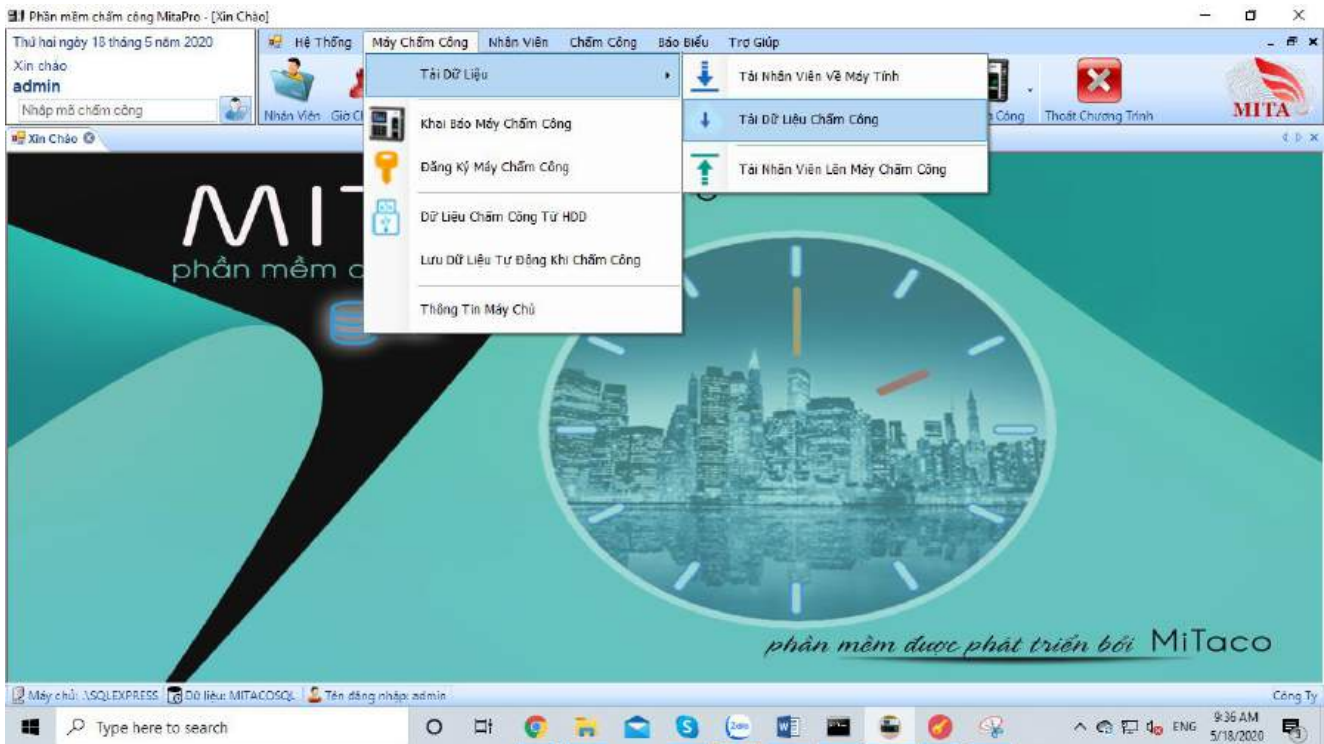 Phần mềm chấm công MitaPro - [Xin Chào]
Thứ hai ngày 18 tháng 5 năm 2020
Hệ Thống Máy Chấm Công Nhân Viên Chấm Công Báo Biểu Trợ Giúp
Xin chào
admin
Nhập mã chấm công
Nhân Viên Giờ C
Công Thoát Chương Trình
MITA
Xin Chào
Tải Dữ Liệu
Khai Báo Máy Chấm Công
Đăng Ký Máy Chấm Công
Dữ Liệu Chấm Công Từ HDD
Lưu Dữ Liệu Tự Động Khi Chấm Công
Thông Tin Máy Chủ
Tải Nhân Viên Về Máy Tính
Tải Dữ Liệu Chấm Công
Tải Nhân Viên Lên Máy Chấm Công
MIT
phần mềm c
phần mềm được phát triển bởi MiTaco
Máy chủ: .\SQLEXPRESS Dữ liệu: MITACOSQL Tên đăng nhập: admin
Công Ty
Type here to search
Zalo
ENG
9:36 AM
5/18/2020